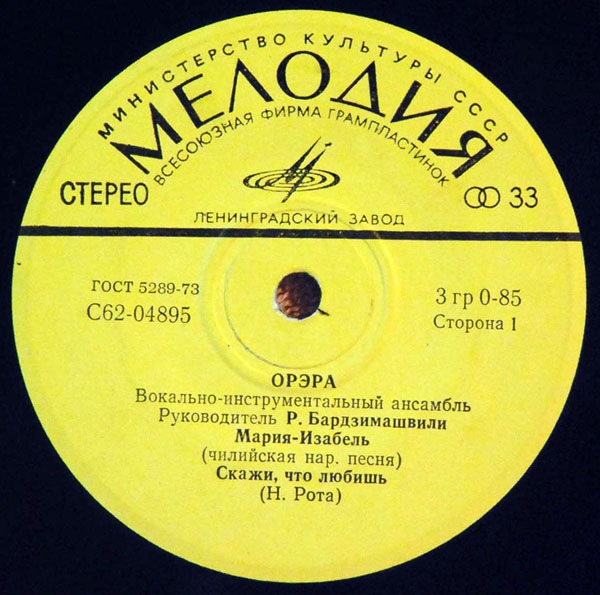 МИНИСТЕРСТВО КУЛЬТУРЫ СССР
МЕЛОДИЯ
ВСЕСОЮЗНАЯ ФИРМА ГРАМПЛАСТИНОК
СТЕРЕО
33
ЛЕНИНГРАДСКИЙ ЗАВОД
ГОСТ 5289-73
С62-04895
3 гр 0-85
Сторона 1
ОРЭРА
Вокально-инструментальный ансамбль
Руководитель Р. Бардзимашвили
Мария-Изабель
(чилийская нар. песня)
Скажи, что любишь
(Н. Рота)